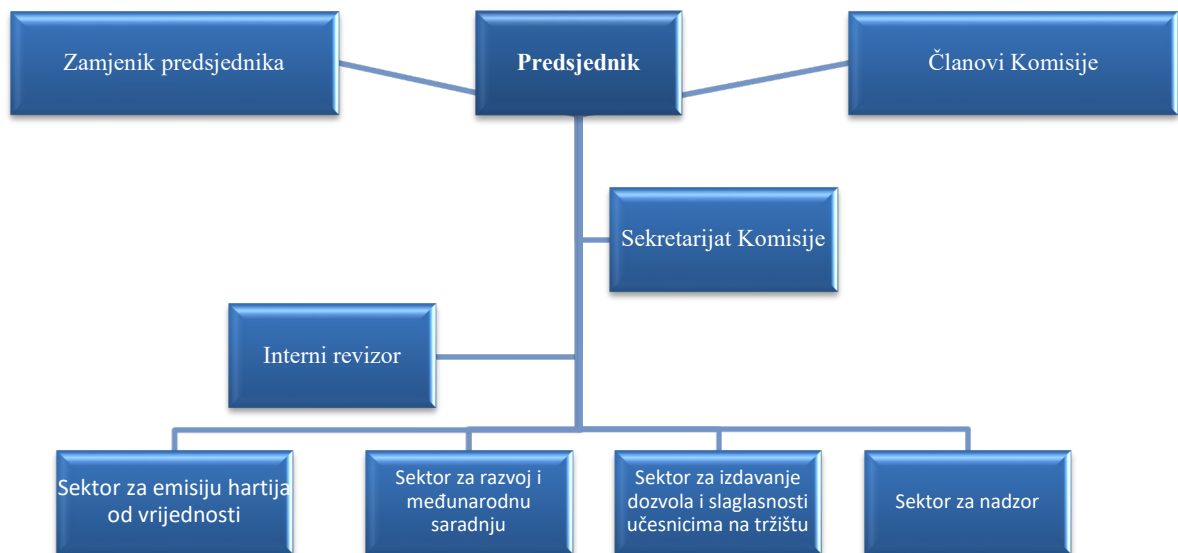 Zamjenik predsjednika
Predsjednik
Članovi Komisije
Sekretarijat Komisije
Interni revizor
Sektor za emisiju hartija
od vrijednosti
Sektor za razvoj i
međunarodnu
saradnju
Sektor za izdavanje
dozvola i slaglasnosti
učesnicima na tržištu
Sektor za nadzor